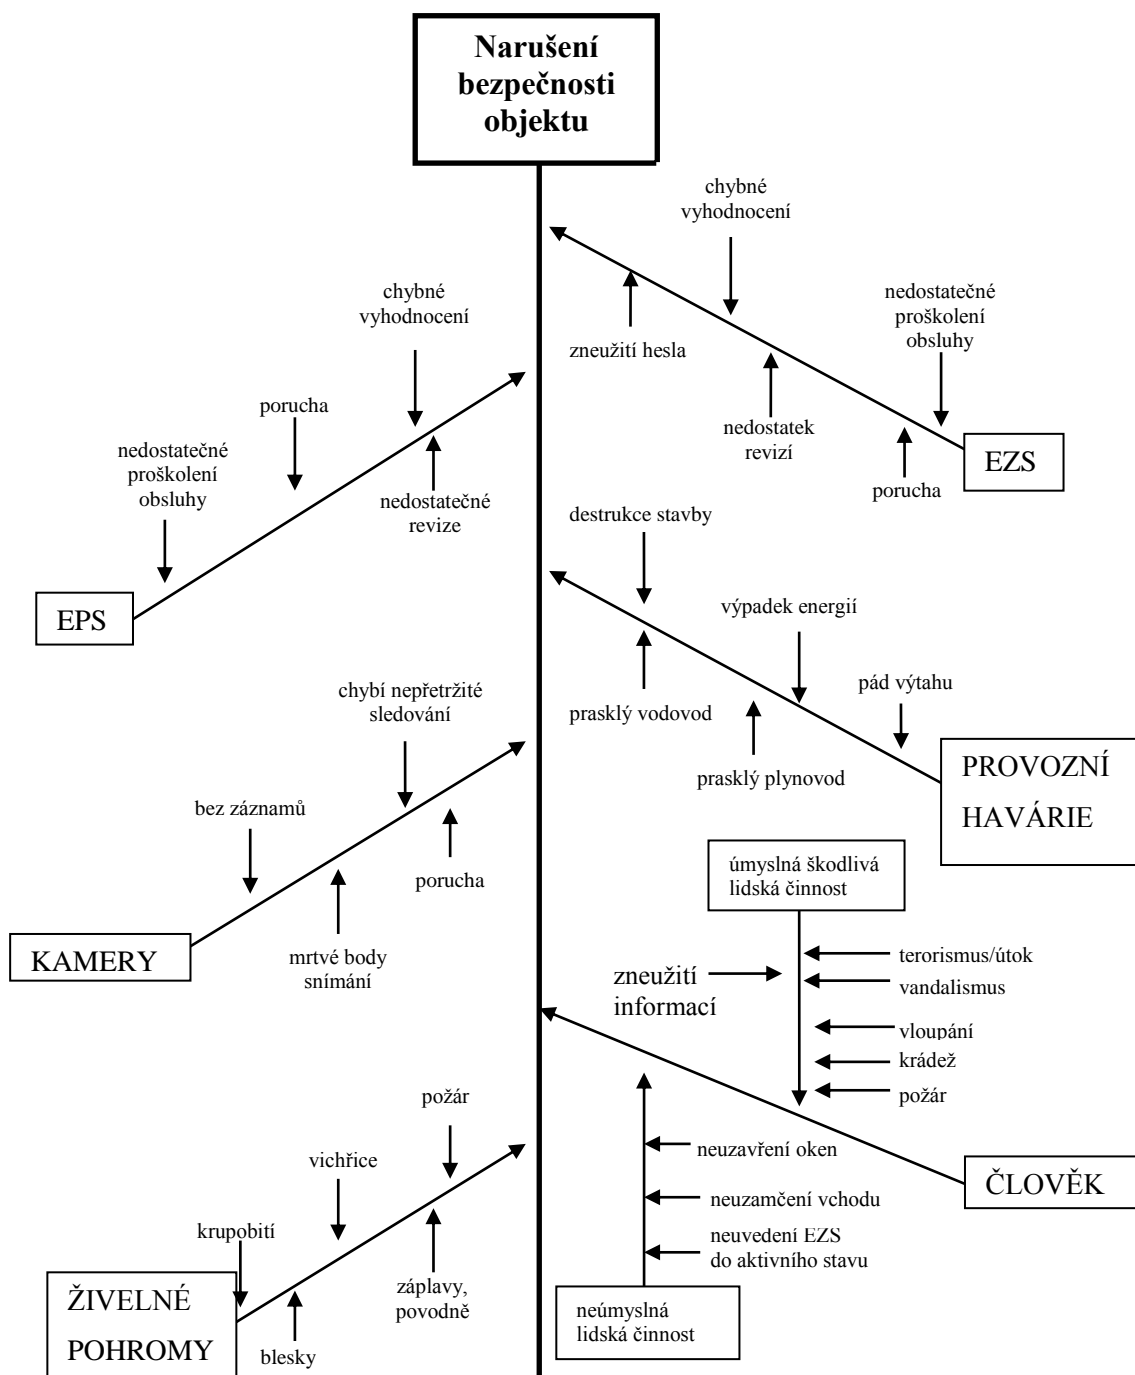 Narušení
bezpečnosti
objektu
chybné
vyhodnocení
zneužití hesla
nedostatečné
proškolení
obsluhy
nedostatek
revizí
porucha
EZS
chybné
vyhodnocení
porucha
nedostatečné
proškolení
obsluhy
nedostatečné
revize
EPS
destrukce stavby
výpadek energií
pád výtahu
prasklý vodovod
prasklý plynovod
PROVOZNÍ
HAVÁRIE
chybí nepřetržité
sledování
bez záznamů
porucha
mrtvé body
snímání
KAMERY
úmyslná škodlivá
lidská činnost
zneužití
informací
terorismus/útok
vandalismus
vloupání
krádež
požár
neuzavření oken
neuzamčení vchodu
neuvedení EZS
do aktivního stavu
neúmyslná
lidská činnost
ČLOVĚK
požár
vichřice
krupobití
záplavy,
povodně
blesky
ŽIVELNÉ
POHROMY